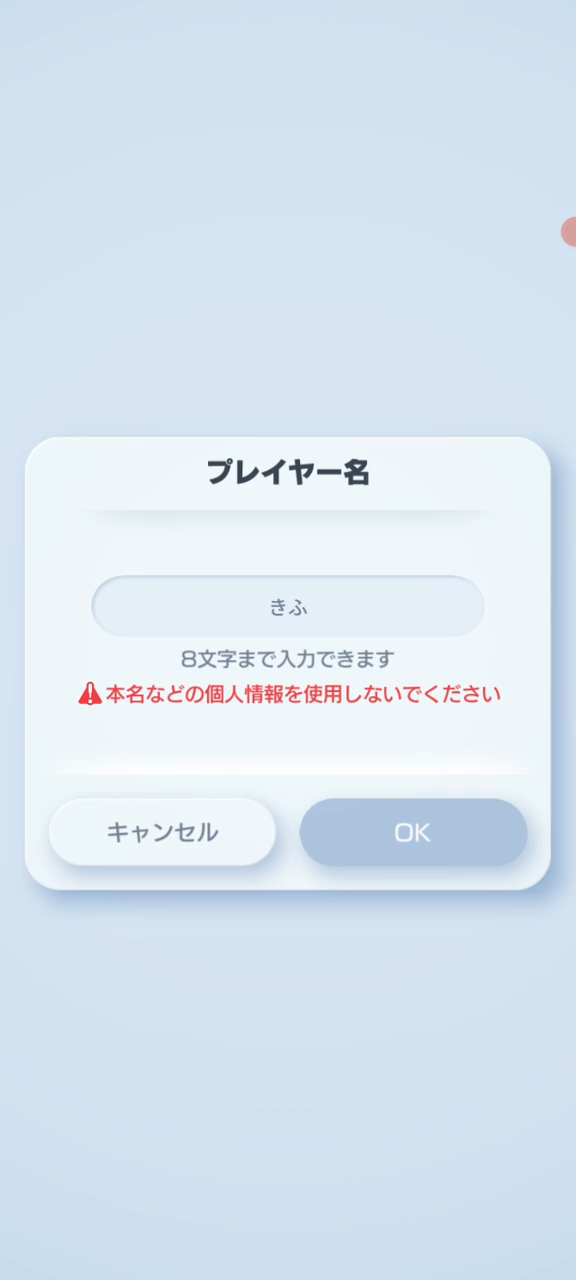 プレイヤー名
きふ
8文字まで入力できます
本名などの個人情報を使用しないでください
キャンセル
OK